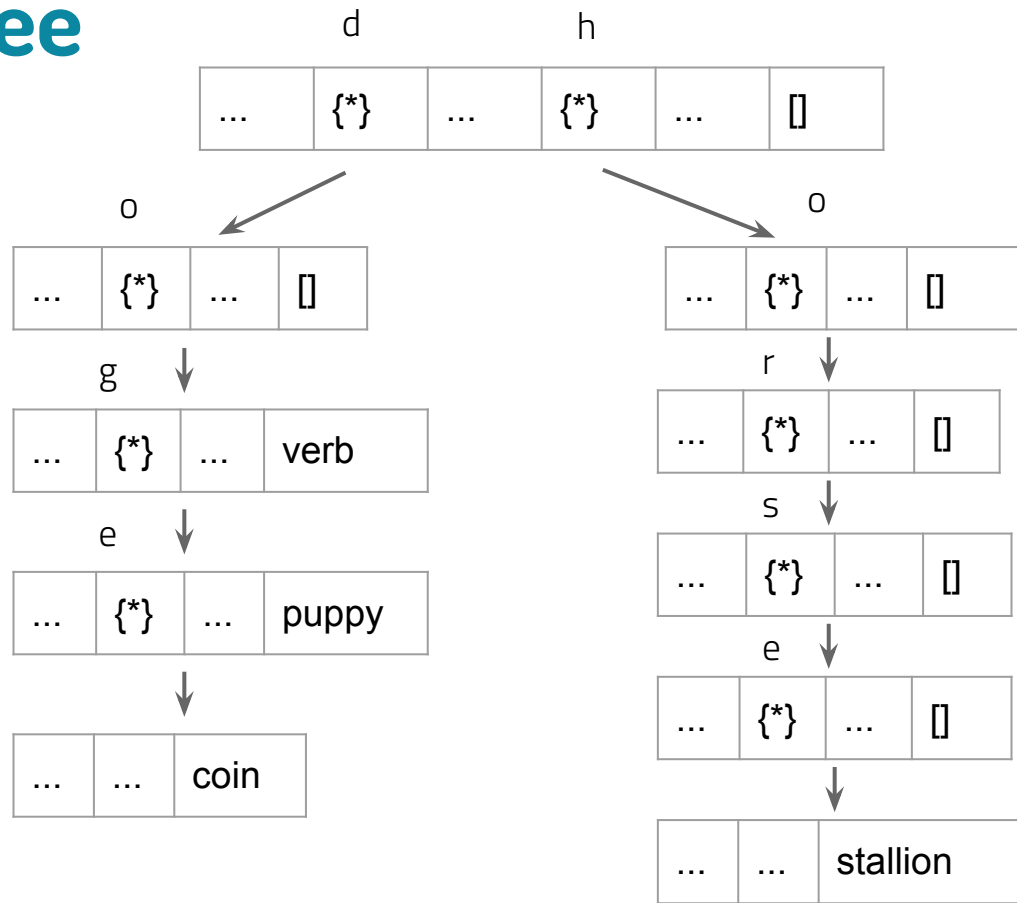 ee
d h
... {*} ... {*} ... []
o o
... {*} ... [] ... {*} ... []
g r
... {*} ... verb ... {*} ... []
e s
... {*} ... puppy ... {*} ... []
e
... ... coin ... {*} ... []
... ... stallion